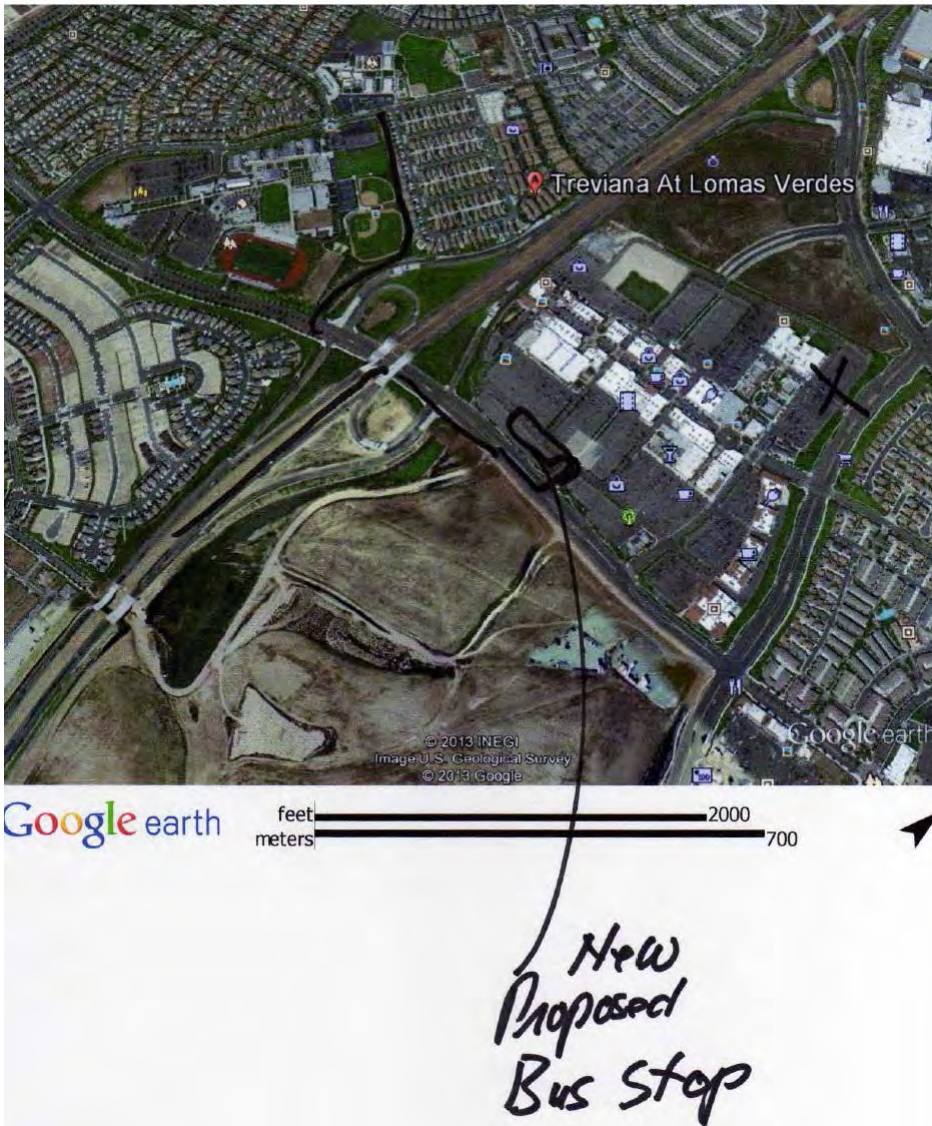 Treviana At Lomas Verdes
© 2013 INEGI
Image U.S. Geological Survey
© 2013 Google
Google earth
Google earth
feet 2000
meters 700
New
Proposed
Bus Stop